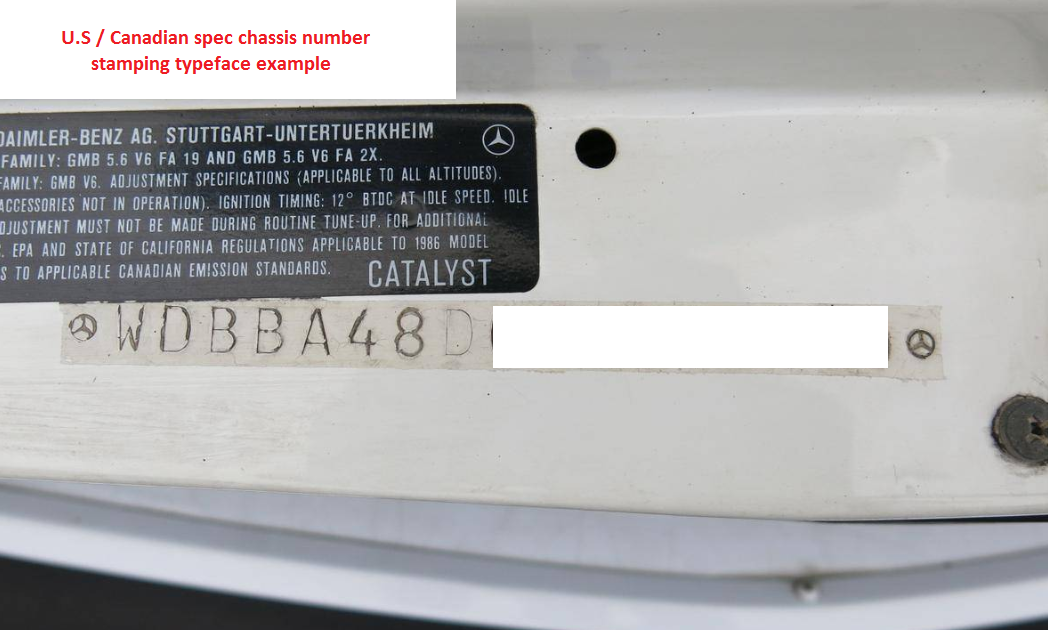 U.S / Canadian spec chassis number
stamping typeface example
DAIMLER-BENZ AG. STUTTGART-UNTERTUERKHEIM
FAMILY: GMB 5.6 V6 FA 19 AND GMB 5.6 V6 FA 2X.
FAMILY: GMB V6. ADJUSTMENT SPECIFICATIONS (APPLICABLE TO ALL ALTITUDES).
ACCESSORIES NOT IN OPERATION). IGNITION TIMING: 12° BTDC AT IDLE SPEED. IDLE
ADJUSTMENT MUST NOT BE MADE DURING ROUTINE TUNE-UP. FOR ADDITIONAL
EPA AND STATE OF CALIFORNIA REGULATIONS APPLICABLE TO 1986 MODEL
TO APPLICABLE CANADIAN EMISSION STANDARDS.
CATALYST
WDBBA48D